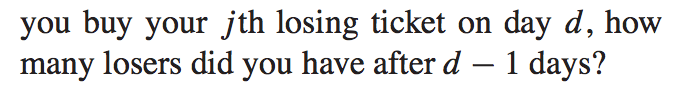 you buy your jth losing ticket on day d, how
many losers did you have after d − 1 days?